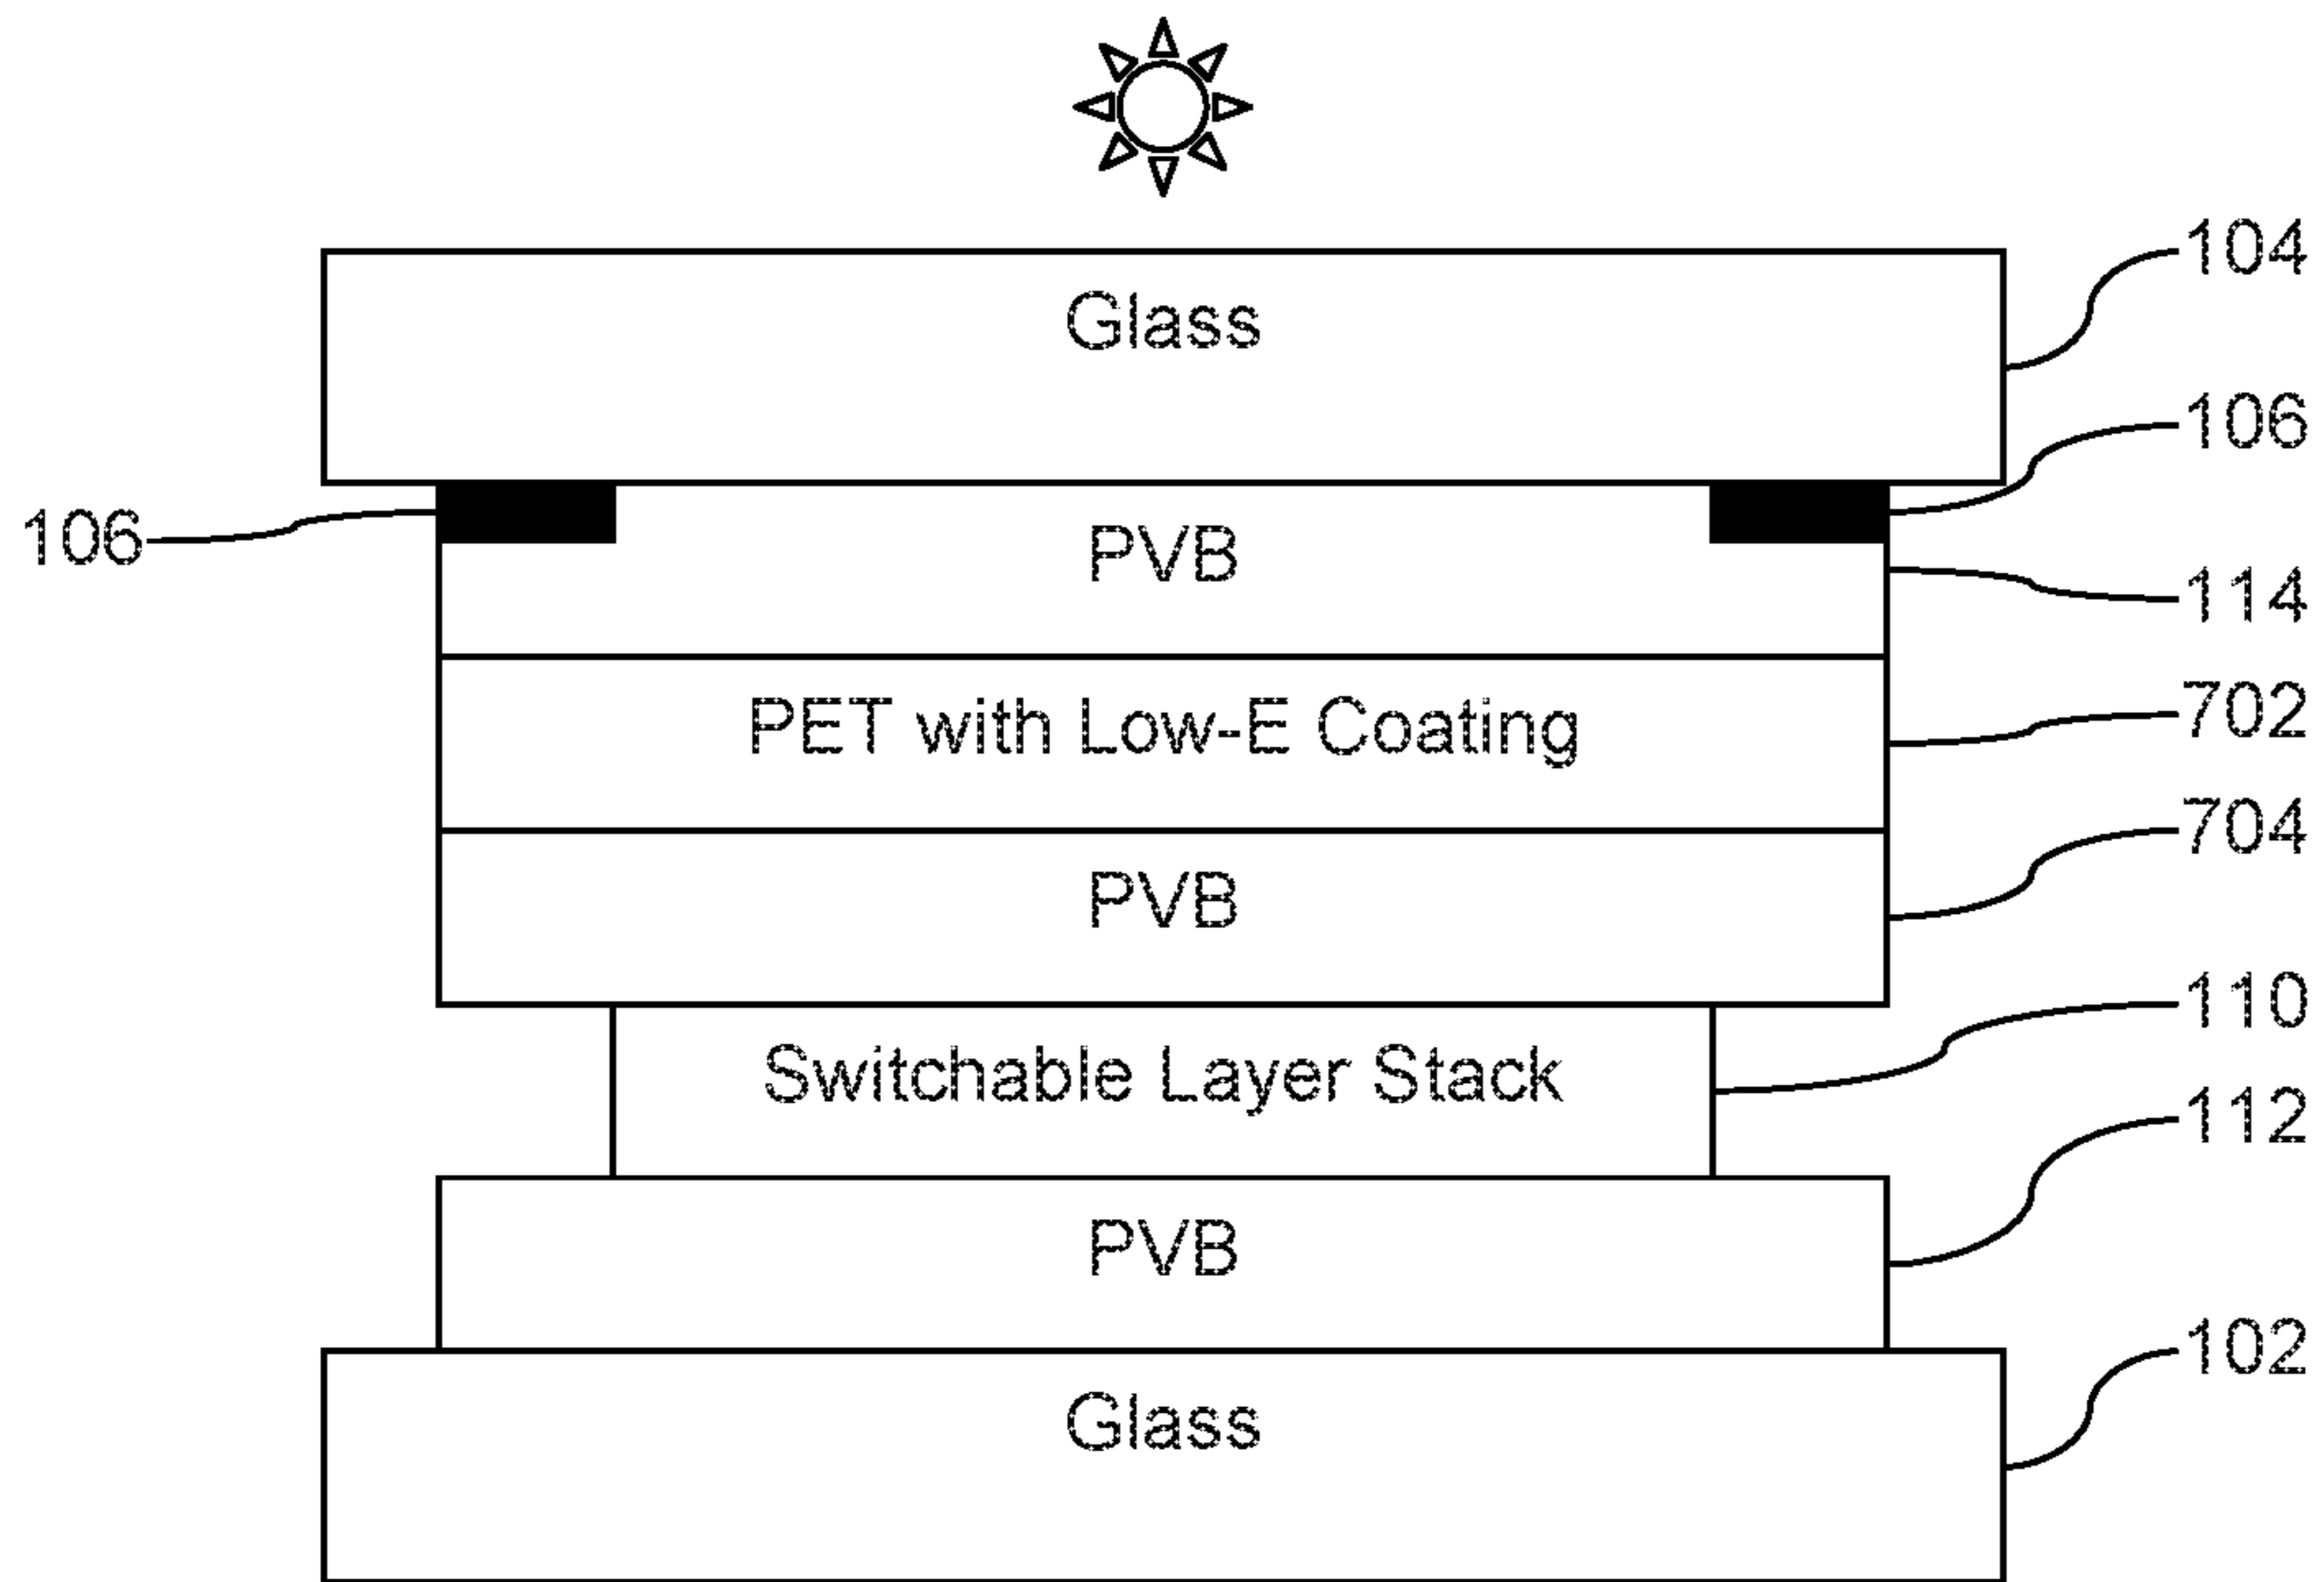 Glass
104
106
106
PVB
114
PET with Low-E Coating
702
PVB
704
Switchable Layer Stack
110
PVB
112
Glass
102